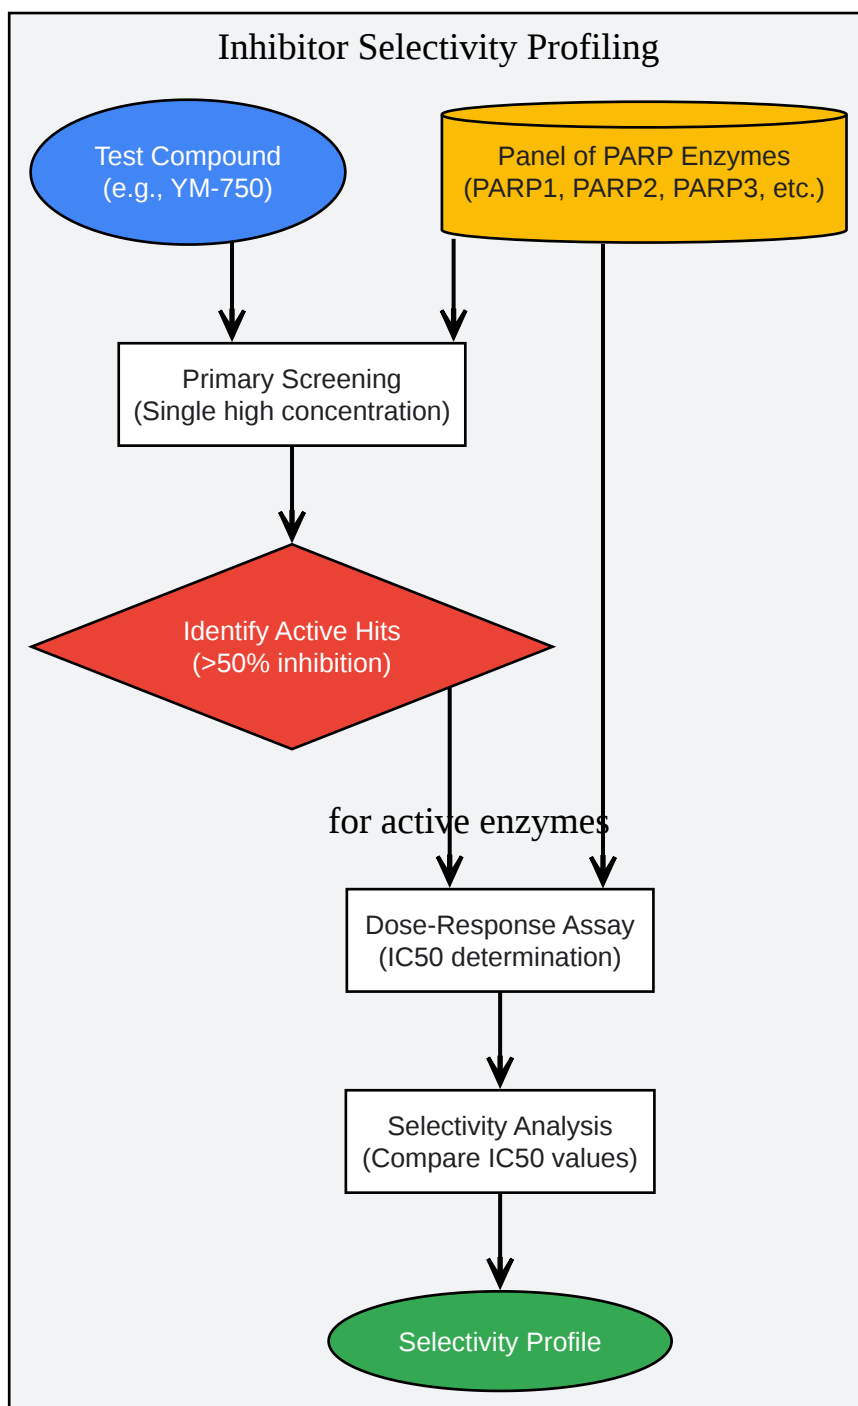 Inhibitor Selectivity Profiling
Test Compound
(e.g., YM-750)
Panel of PARP Enzymes
(PARP1, PARP2, PARP3, etc.)
Primary Screening
(Single high concentration)
Identify Active Hits
(>50% inhibition)
for active enzymes
Dose-Response Assay
(IC50 determination)
Selectivity Analysis
(Compare IC50 values)
Selectivity Profile